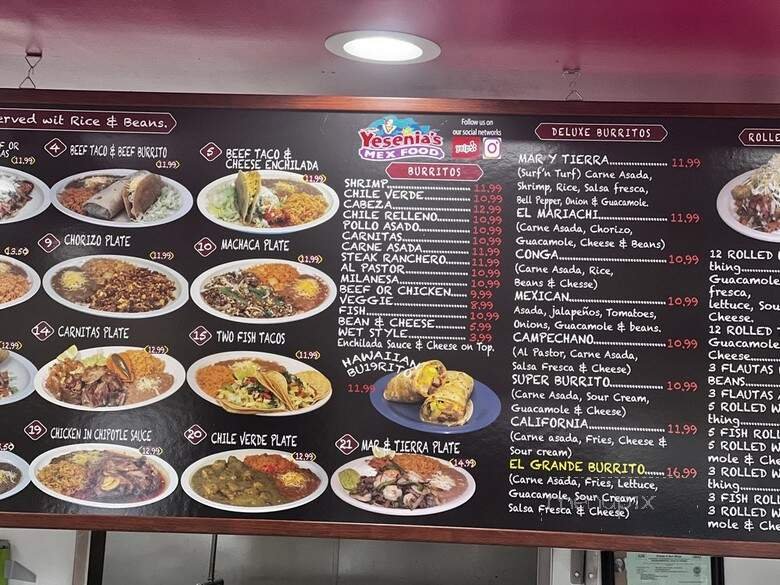 erved wit Rice & Beans.
(11.99)
4 BEEF TACO & BEEF BURRITO
(11.99)
5 BEEF TACO &
CHEESE ENCHILADA
(11.99)
13.50
9 CHORIZO PLATE
(11.99)
10 MACHACA PLATE
(11.99)
(12.99)
14 CARNITAS PLATE
(12.99)
15 TWO FISH TACOS
(11.99)
19 CHICKEN IN CHIPOTLE SAUCE
(12.99)
20 CHILE VERDE PLATE
(12.99)
21 MAR & TIERRA PLATE
(14.99)
Yesenia's
MEX FOOD
Follow us on
our social networks
yelp
BURRITOS
SHRIMP 11.99
CHILE VERDE 10.99
CABEZA 12.99
CHILE RELLENO 10.99
POLLO ASADO 10.99
CARNITAS 10.99
CARNE ASADA 11.99
STEAK RANCHERO 11.99
AL PASTOR 10.99
MILANESA 10.99
BEEF OR CHICKEN 9.99
VEGGIE 8.99
FISH 10.99
BEAN & CHEESE 5.99
WET STYLE 3.99
Enchilada Sauce & Cheese on Top.
HAWAIIAN
BU19RIT
11.99
DELUXE BURRITOS
MAR Y TIERRA 11.99
(Surf'n Turf) Carne Asada,
Shrimp, Rice, Salsa fresca,
Bell Pepper, Onion & Guacamole.
EL MARIACHI 11.99
(Carne Asada, Chorizo,
Guacamole, Cheese & Beans)
CONGA 10.99
(Carne Asada, Rice,
Beans & Chesse)
MEXICAN 10.99
Asada, jalapeños, Tomatoes,
Onions, Guacamole & beans.
CAMPECHANO 10.99
(Al Pastor, Carne Asada,
Salsa Fresca & Cheese)
SUPER BURRITO 10.99
(Carne Asada, Sour Cream,
Guacamole & Cheese)
CALIFORNIA 11.99
(Carne asada, Fries, Cheese &
Sour cream)
EL GRANDE BURRITO 16.99
(Carne Asada, Fries, Lettuce,
Guacamole, Sour Cream,
Salsa Fresca & Cheese)
ROLLE
12 ROLLED
thing
Guacamole
fresca,
lettuce, Sou
Cheese.
12 ROLLED
Guacamole
Cheese
3 FLAUTAS
BEANS
3 FLAUTAS
5 ROLLED
thing
5 FISH ROL
5 ROLLED W
mole & Che
3 ROLLED W
thing
3 FISH ROL
3 ROLLED W
mole & Che